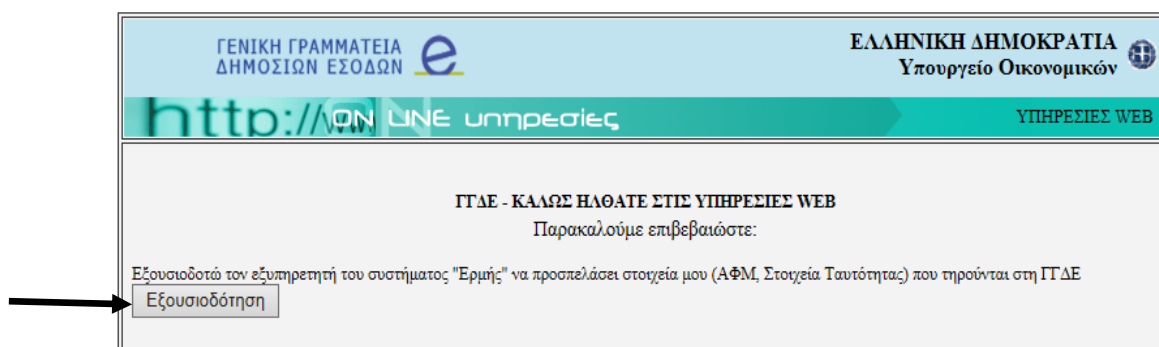 ΓΕΝΙΚΗ ΓΡΑΜΜΑΤΕΙΑ
ΔΗΜΟΣΙΩΝ ΕΣΟΔΩΝ
ΕΛΛΗΝΙΚΗ ΔΗΜΟΚΡΑΤΙΑ
Υπουργείο Οικονομικών
http://www ON LINE υπηρεσίες
ΥΠΗΡΕΣΙΕΣ WEB
ΓΓΔΕ - ΚΑΛΩΣ ΗΛΘΑΤΕ ΣΤΙΣ ΥΠΗΡΕΣΙΕΣ WEB
Παρακαλούμε επιβεβαιώστε:
Εξουσιοδοτώ τον εξυπηρετητή του συστήματος "Ερμής" να προσπελάσει στοιχεία μου (ΑΦΜ, Στοιχεία Ταυτότητας) που τηρούνται στη ΓΓΔΕ
Εξουσιοδότηση